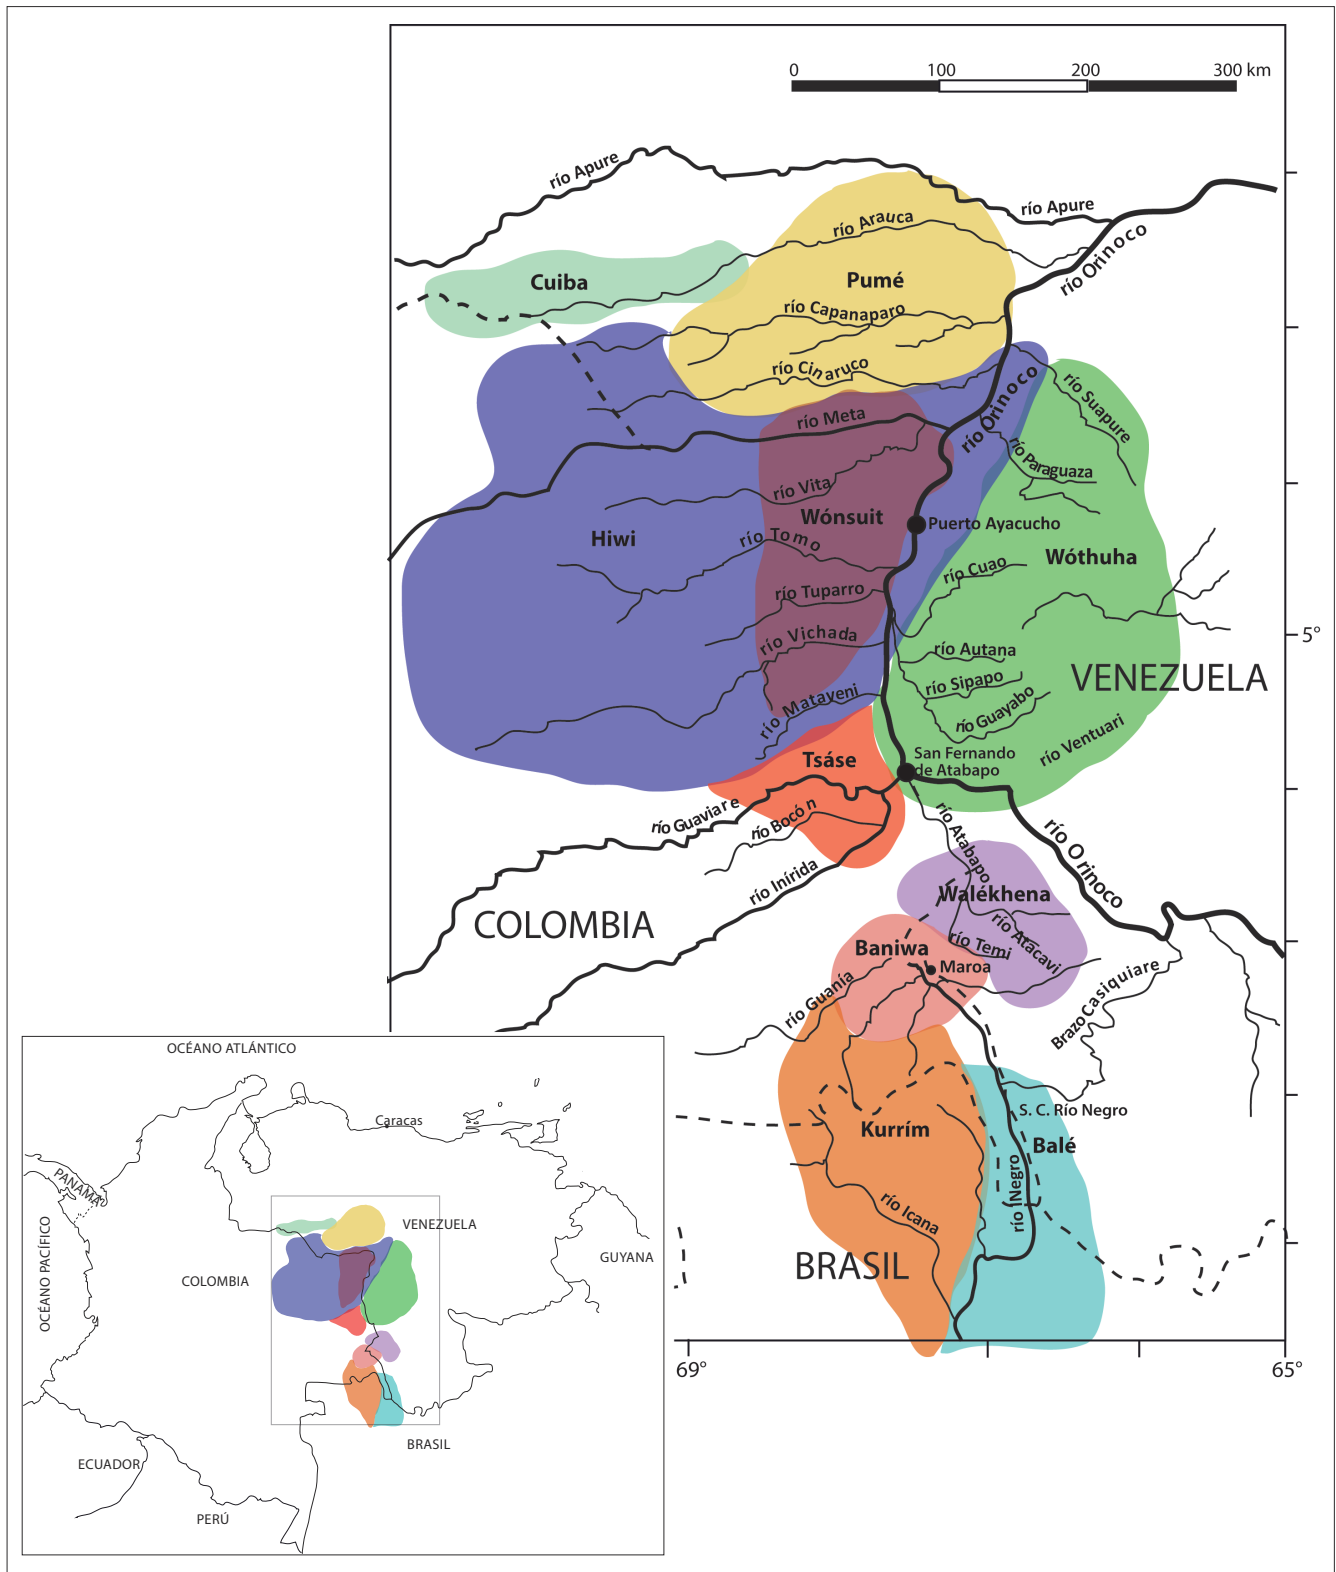 0 100 200 300 km
río Apure
río Apure
río Arauca
río Orinoco
Cuiba
Pumé
río Capanaparo
río Cinaruco
río Orinoco
río Suapure
río Meta
río Paraguaza
río Vita
Wónsuit
Puerto Ayacucho
Hiwi
río Tomo
Wóthuha
río Cuao
río Tuparro
río Vichada
5°
río Autana
VENEZUELA
río Sipapo
río Mataveni
río Guayabo
río Ventuari
Tsáse
San Fernando
de Atabapo
río Guaviare
río Bocón
río Atabapo
río Orinoco
río Inírida
Walékhena
COLOMBIA
río Atacavi
río Temi
Baniwa
Maroa
río Guanía
Brazo Casiquiare
S. C. Río Negro
Kurrím
Balé
río Negro
río Icana
BRASIL
69°
65°
OCÉANO ATLÁNTICO
Caracas
PANAMÁ
VENEZUELA
GUYANA
COLOMBIA
OCÉANO PACÍFICO
BRASIL
ECUADOR
PERÚ